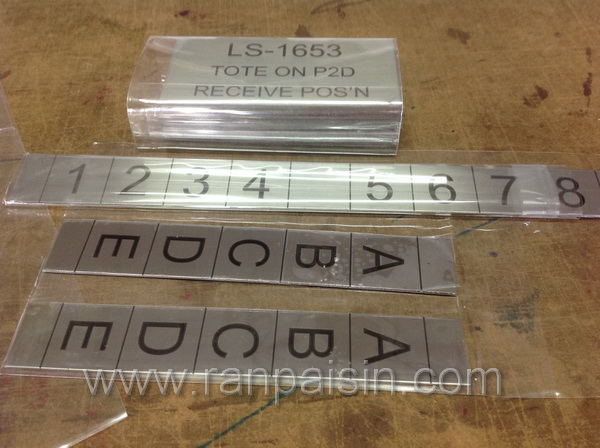 LS-1653
TOTE ON P2D
RECEIVE POS'N
1 2 3 4 5 6 7 8
E D C B A
E D C B A
www.ranpaisin.com